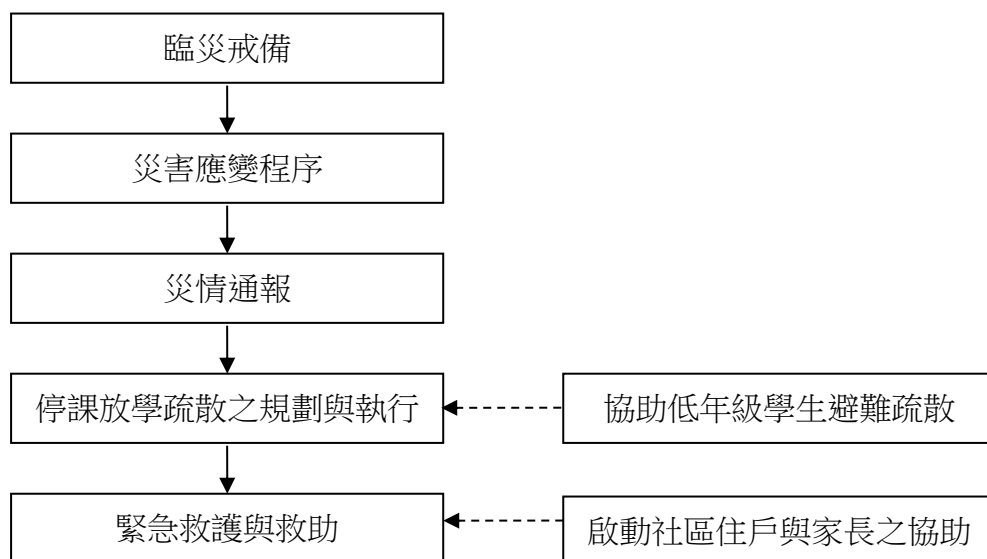 臨災戒備
災害應變程序
災情通報
停課放學疏散之規劃與執行
協助低年級學生避難疏散
緊急救護與救助
啟動社區住戶與家長之協助